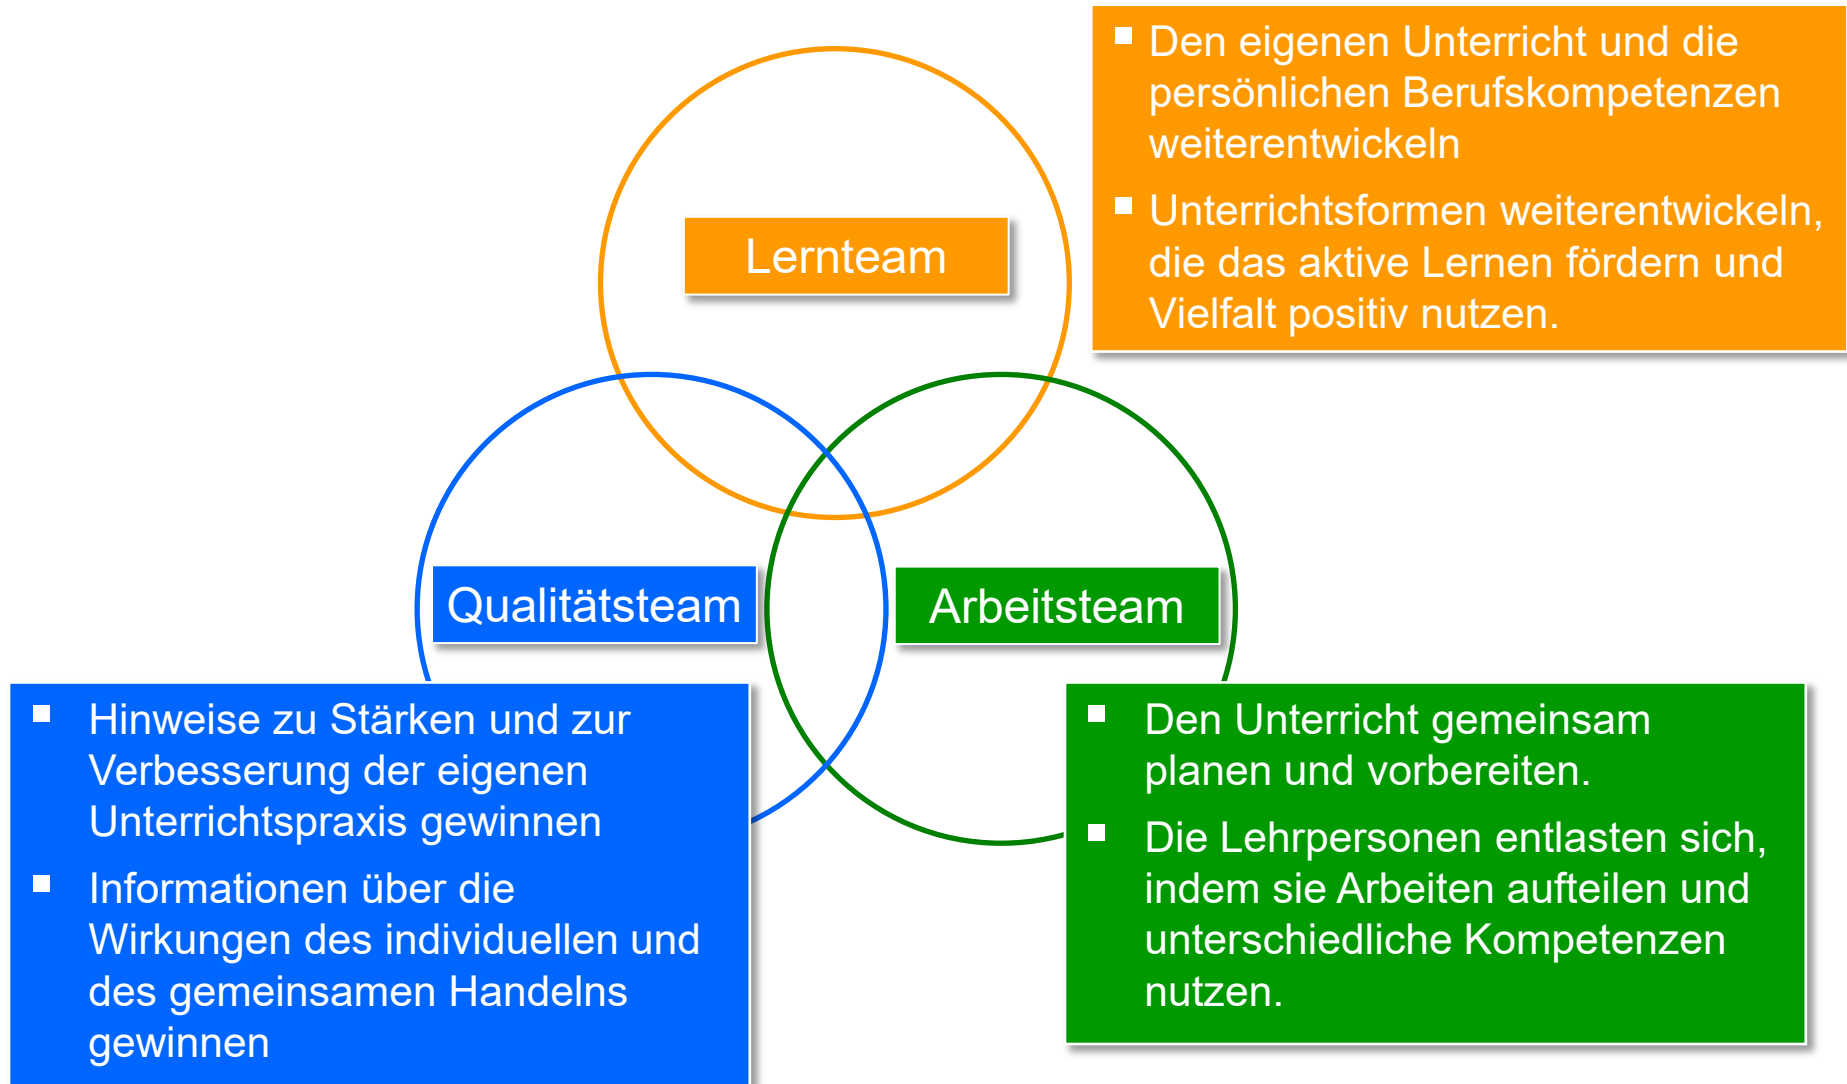 Den eigenen Unterricht und die
persönlichen Berufskompetenzen
weiterentwickeln
Unterrichtsformen weiterentwickeln,
die das aktive Lernen fördern und
Vielfalt positiv nutzen.
Lernteam
Qualitätsteam
Arbeitsteam
Hinweise zu Stärken und zur
Verbesserung der eigenen
Unterrichtspraxis gewinnen
Informationen über die
Wirkungen des individuellen und
des gemeinsamen Handelns
gewinnen
Den Unterricht gemeinsam
planen und vorbereiten.
Die Lehrpersonen entlasten sich,
indem sie Arbeiten aufteilen und
unterschiedliche Kompetenzen
nutzen.